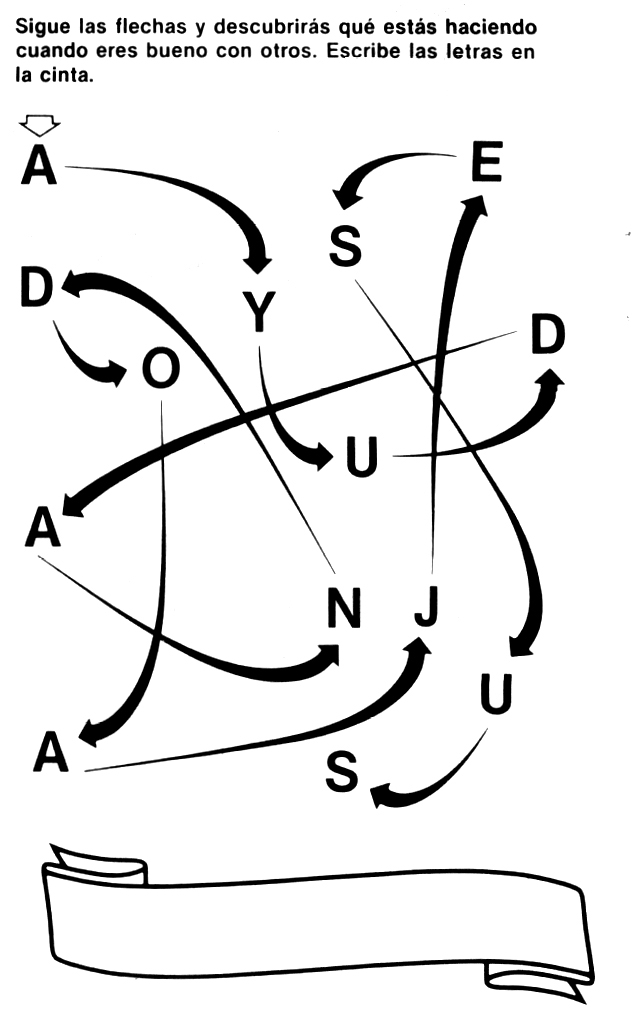 Sigue las flechas y descubrirás qué estás haciendo
cuando eres bueno con otros. Escribe las letras en
la cinta.
A
E
S
D
Y
D
O
U
A
N
J
U
A
S